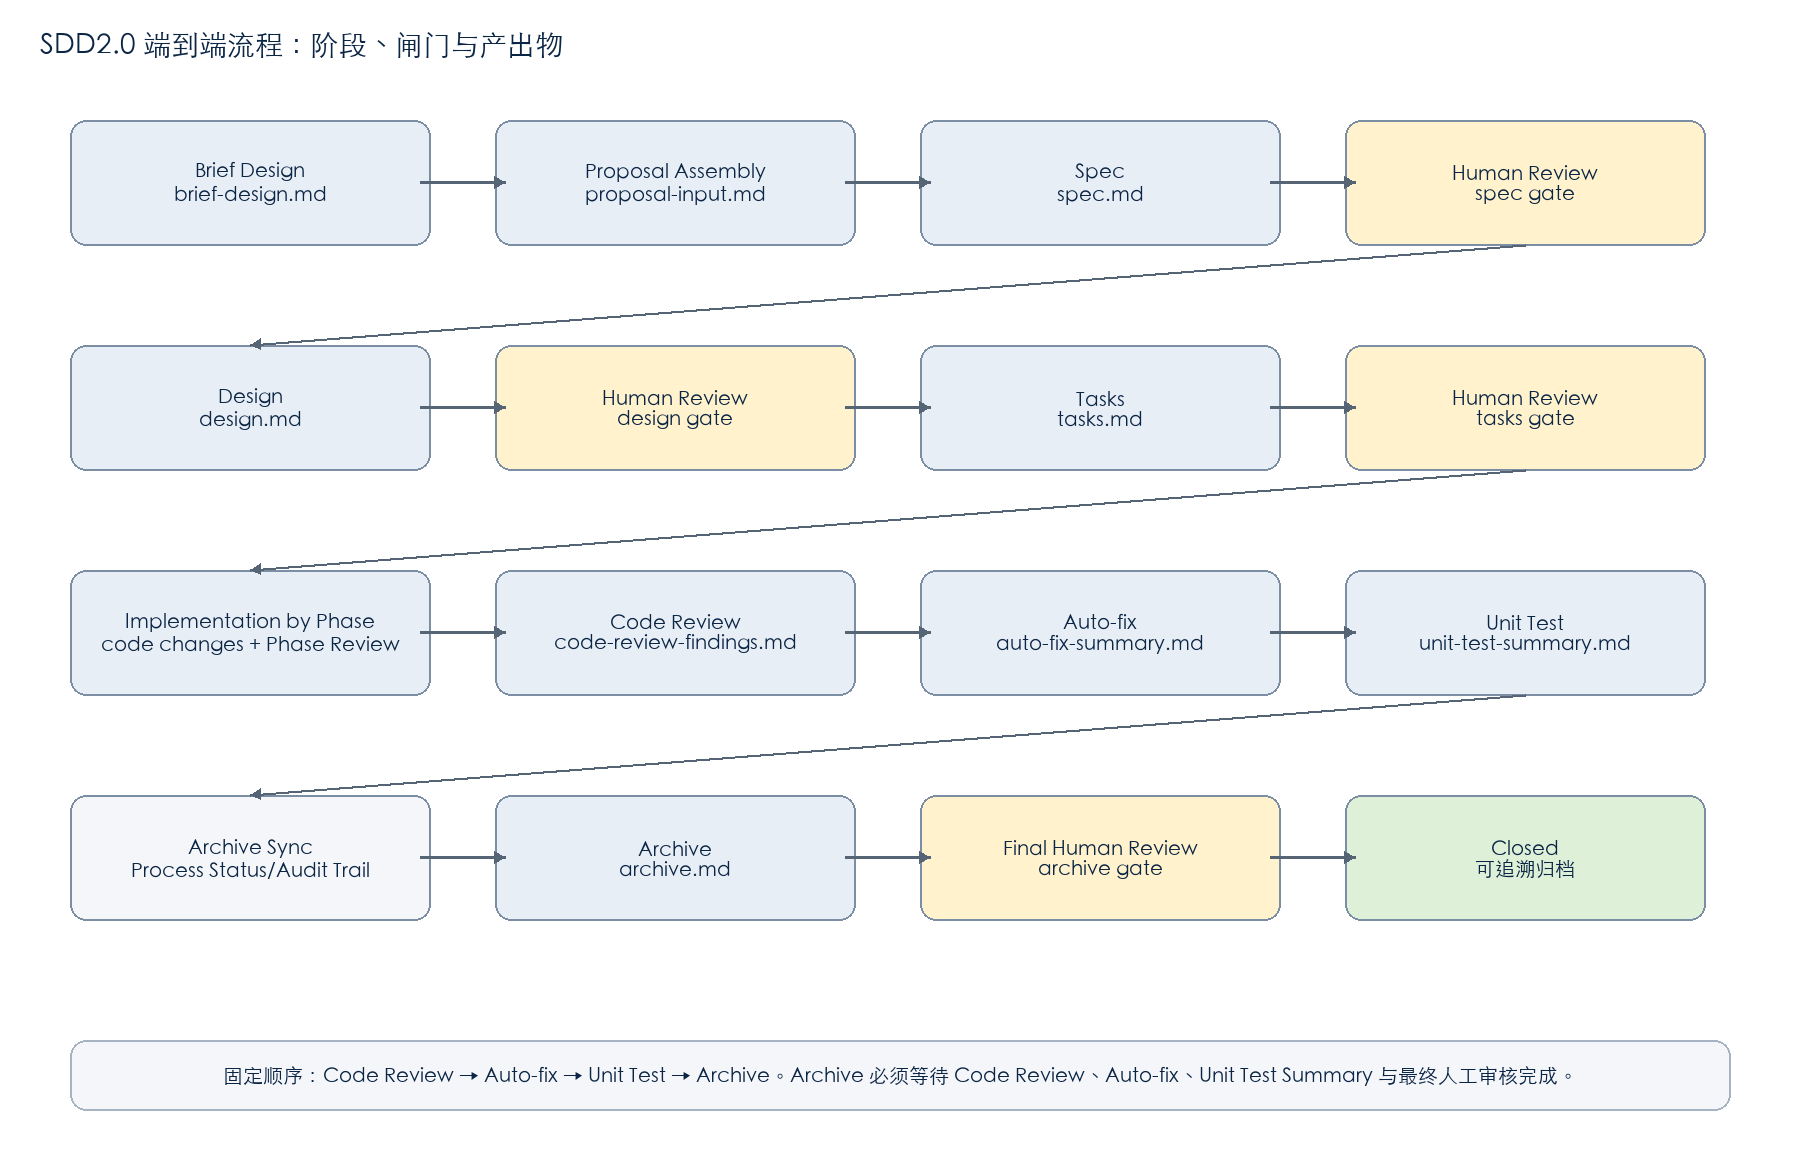 SDD2.0 端到端流程：阶段、闸门与产出物
Brief Design
brief-design.md
Proposal Assembly
proposal-input.md
Spec
spec.md
Human Review
spec gate
Design
design.md
Human Review
design gate
Tasks
tasks.md
Human Review
tasks gate
Implementation by Phase
code changes + Phase Review
Code Review
code-review-findings.md
Auto-fix
auto-fix-summary.md
Unit Test
unit-test-summary.md
Archive Sync
Process Status/Audit Trail
Archive
archive.md
Final Human Review
archive gate
Closed
可追溯归档
固定顺序：Code Review → Auto-fix → Unit Test → Archive。Archive 必须等待 Code Review、Auto-fix、Unit Test Summary 与最终人工审核完成。